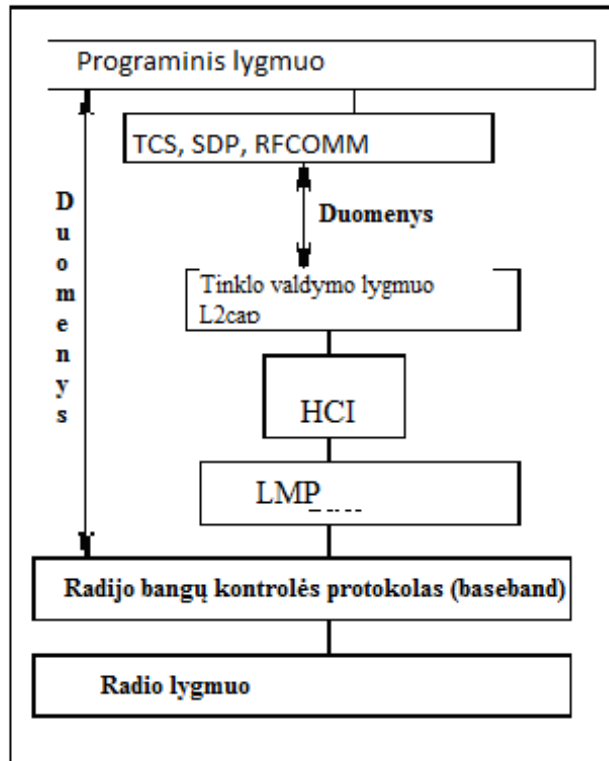 Programinis lygmuo
TCS, SDP, RFCOMM
Duomenys
Duomenys
Tinklo valdymo lygmuo
L2cap
HCI
LMP
Radijo bangų kontrolės protokolas (baseband)
Radio lygmuo